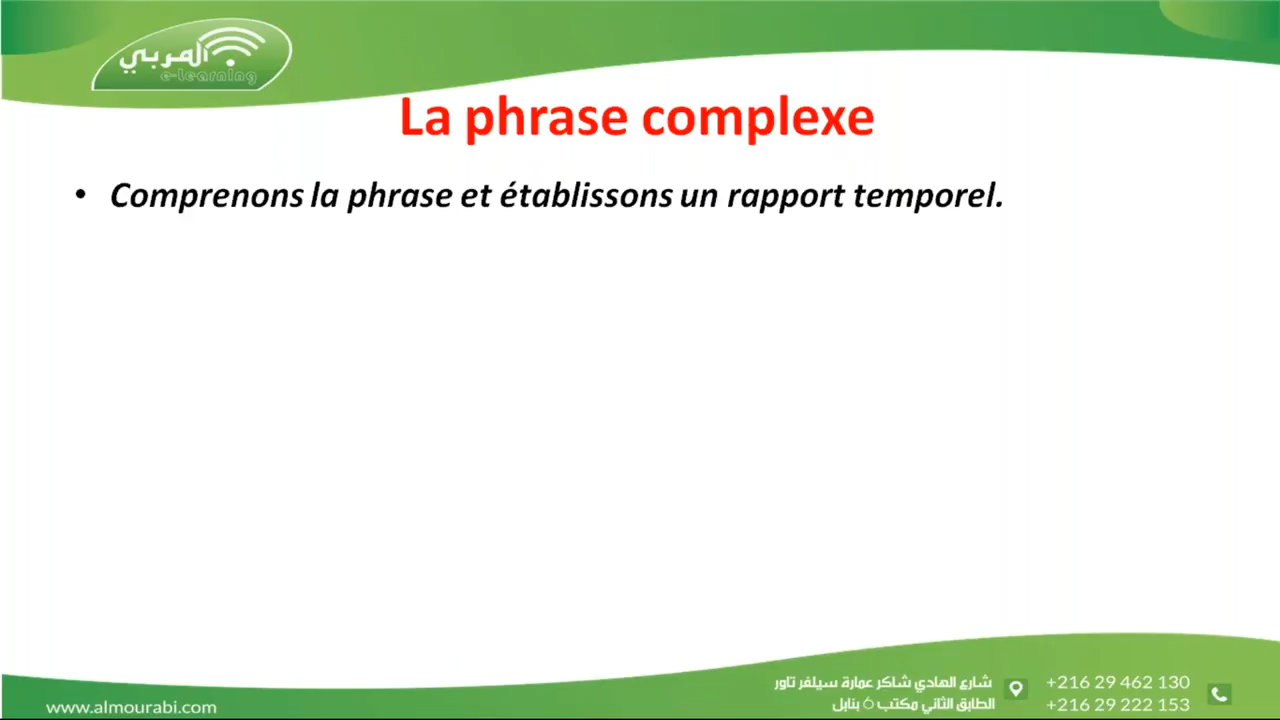 المربي
e-learning
La phrase complexe
• Comprenons la phrase et établissons un rapport temporel.
www.almourabi.com
شارع الهادي شاكر عمارة سيلفر تاور
الطابق الثاني مكتب 5 بنابل
+216 29 462 130
+216 29 222 153